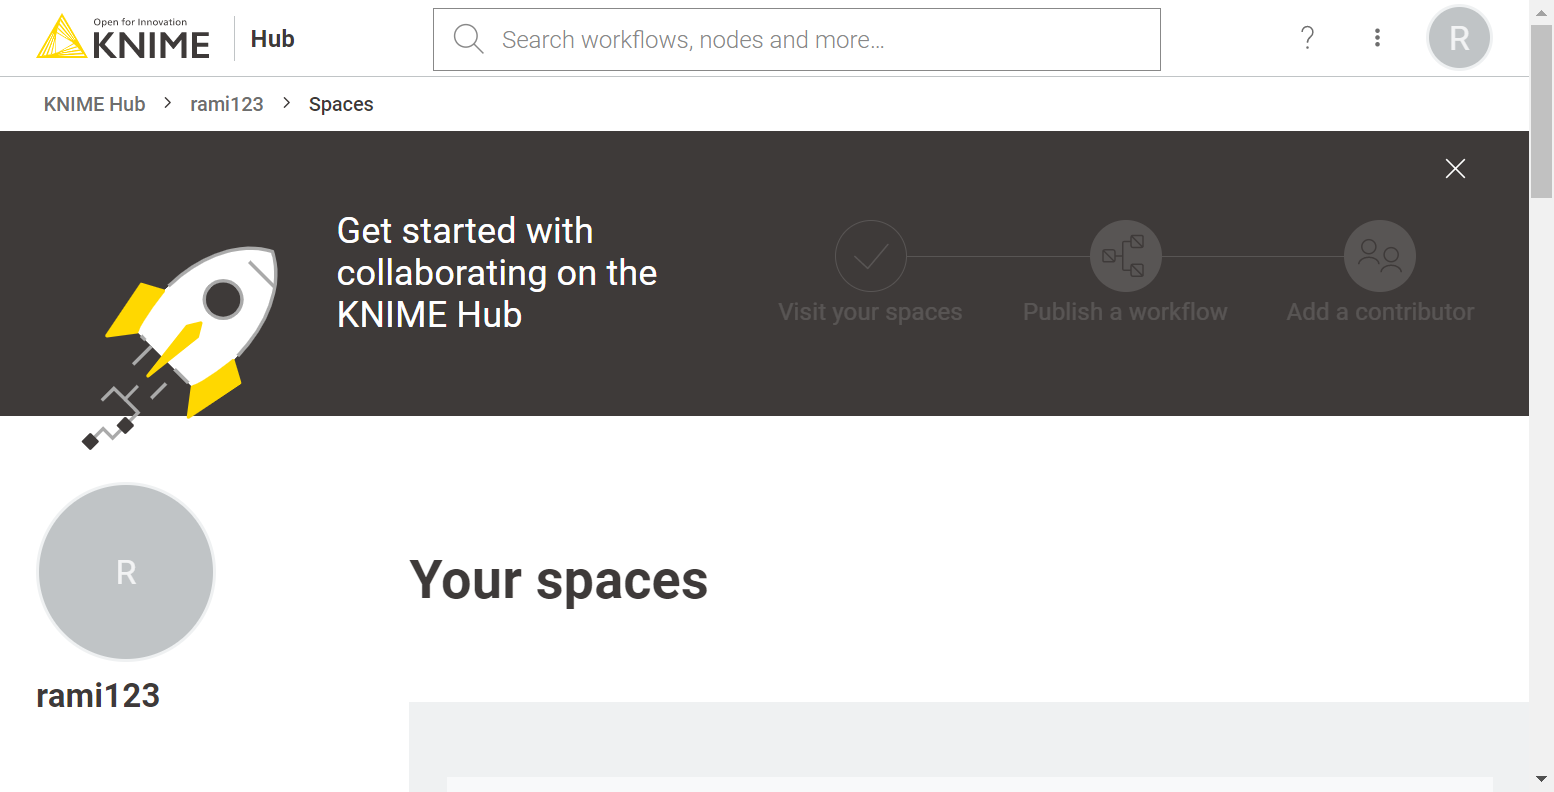 Open for Innovation
KNIME
Hub
Search workflows, nodes and more...
?
R
KNIME Hub > rami123 > Spaces
Get started with
collaborating on the
KNIME Hub
Visit your spaces
Publish a workflow
Add a contributor
R
rami123
Your spaces